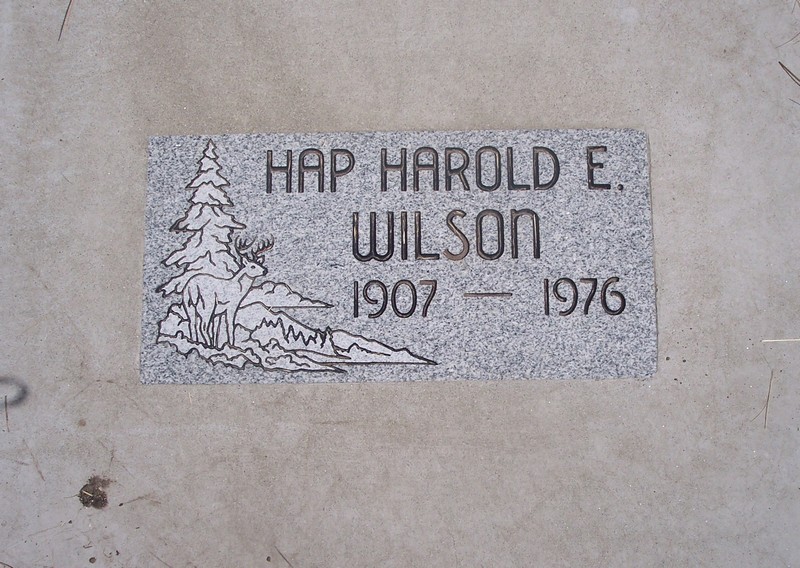 HAP HAROLD E.
WILSON
1907 — 1976